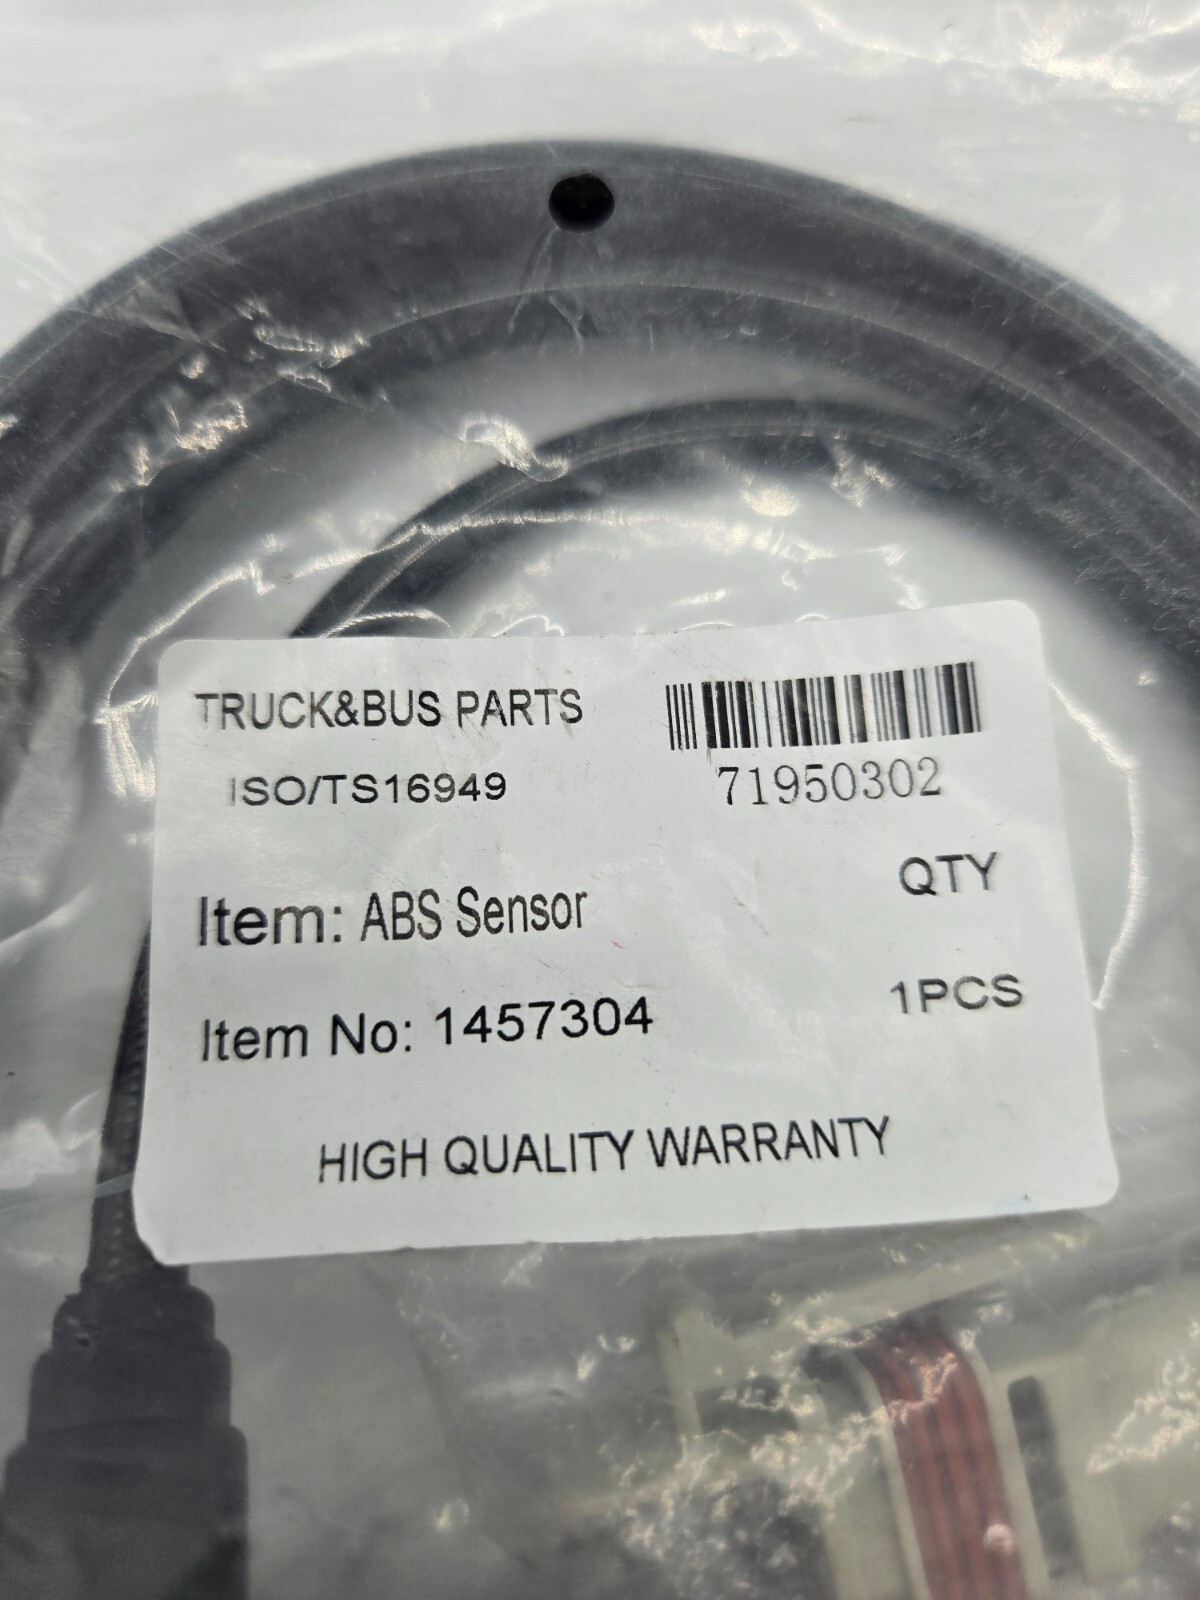 TRUCK&BUS PARTS
ISO/TS16949
71950302
Item: ABS Sensor
QTY
Item No: 1457304
1PCS
HIGH QUALITY WARRANTY